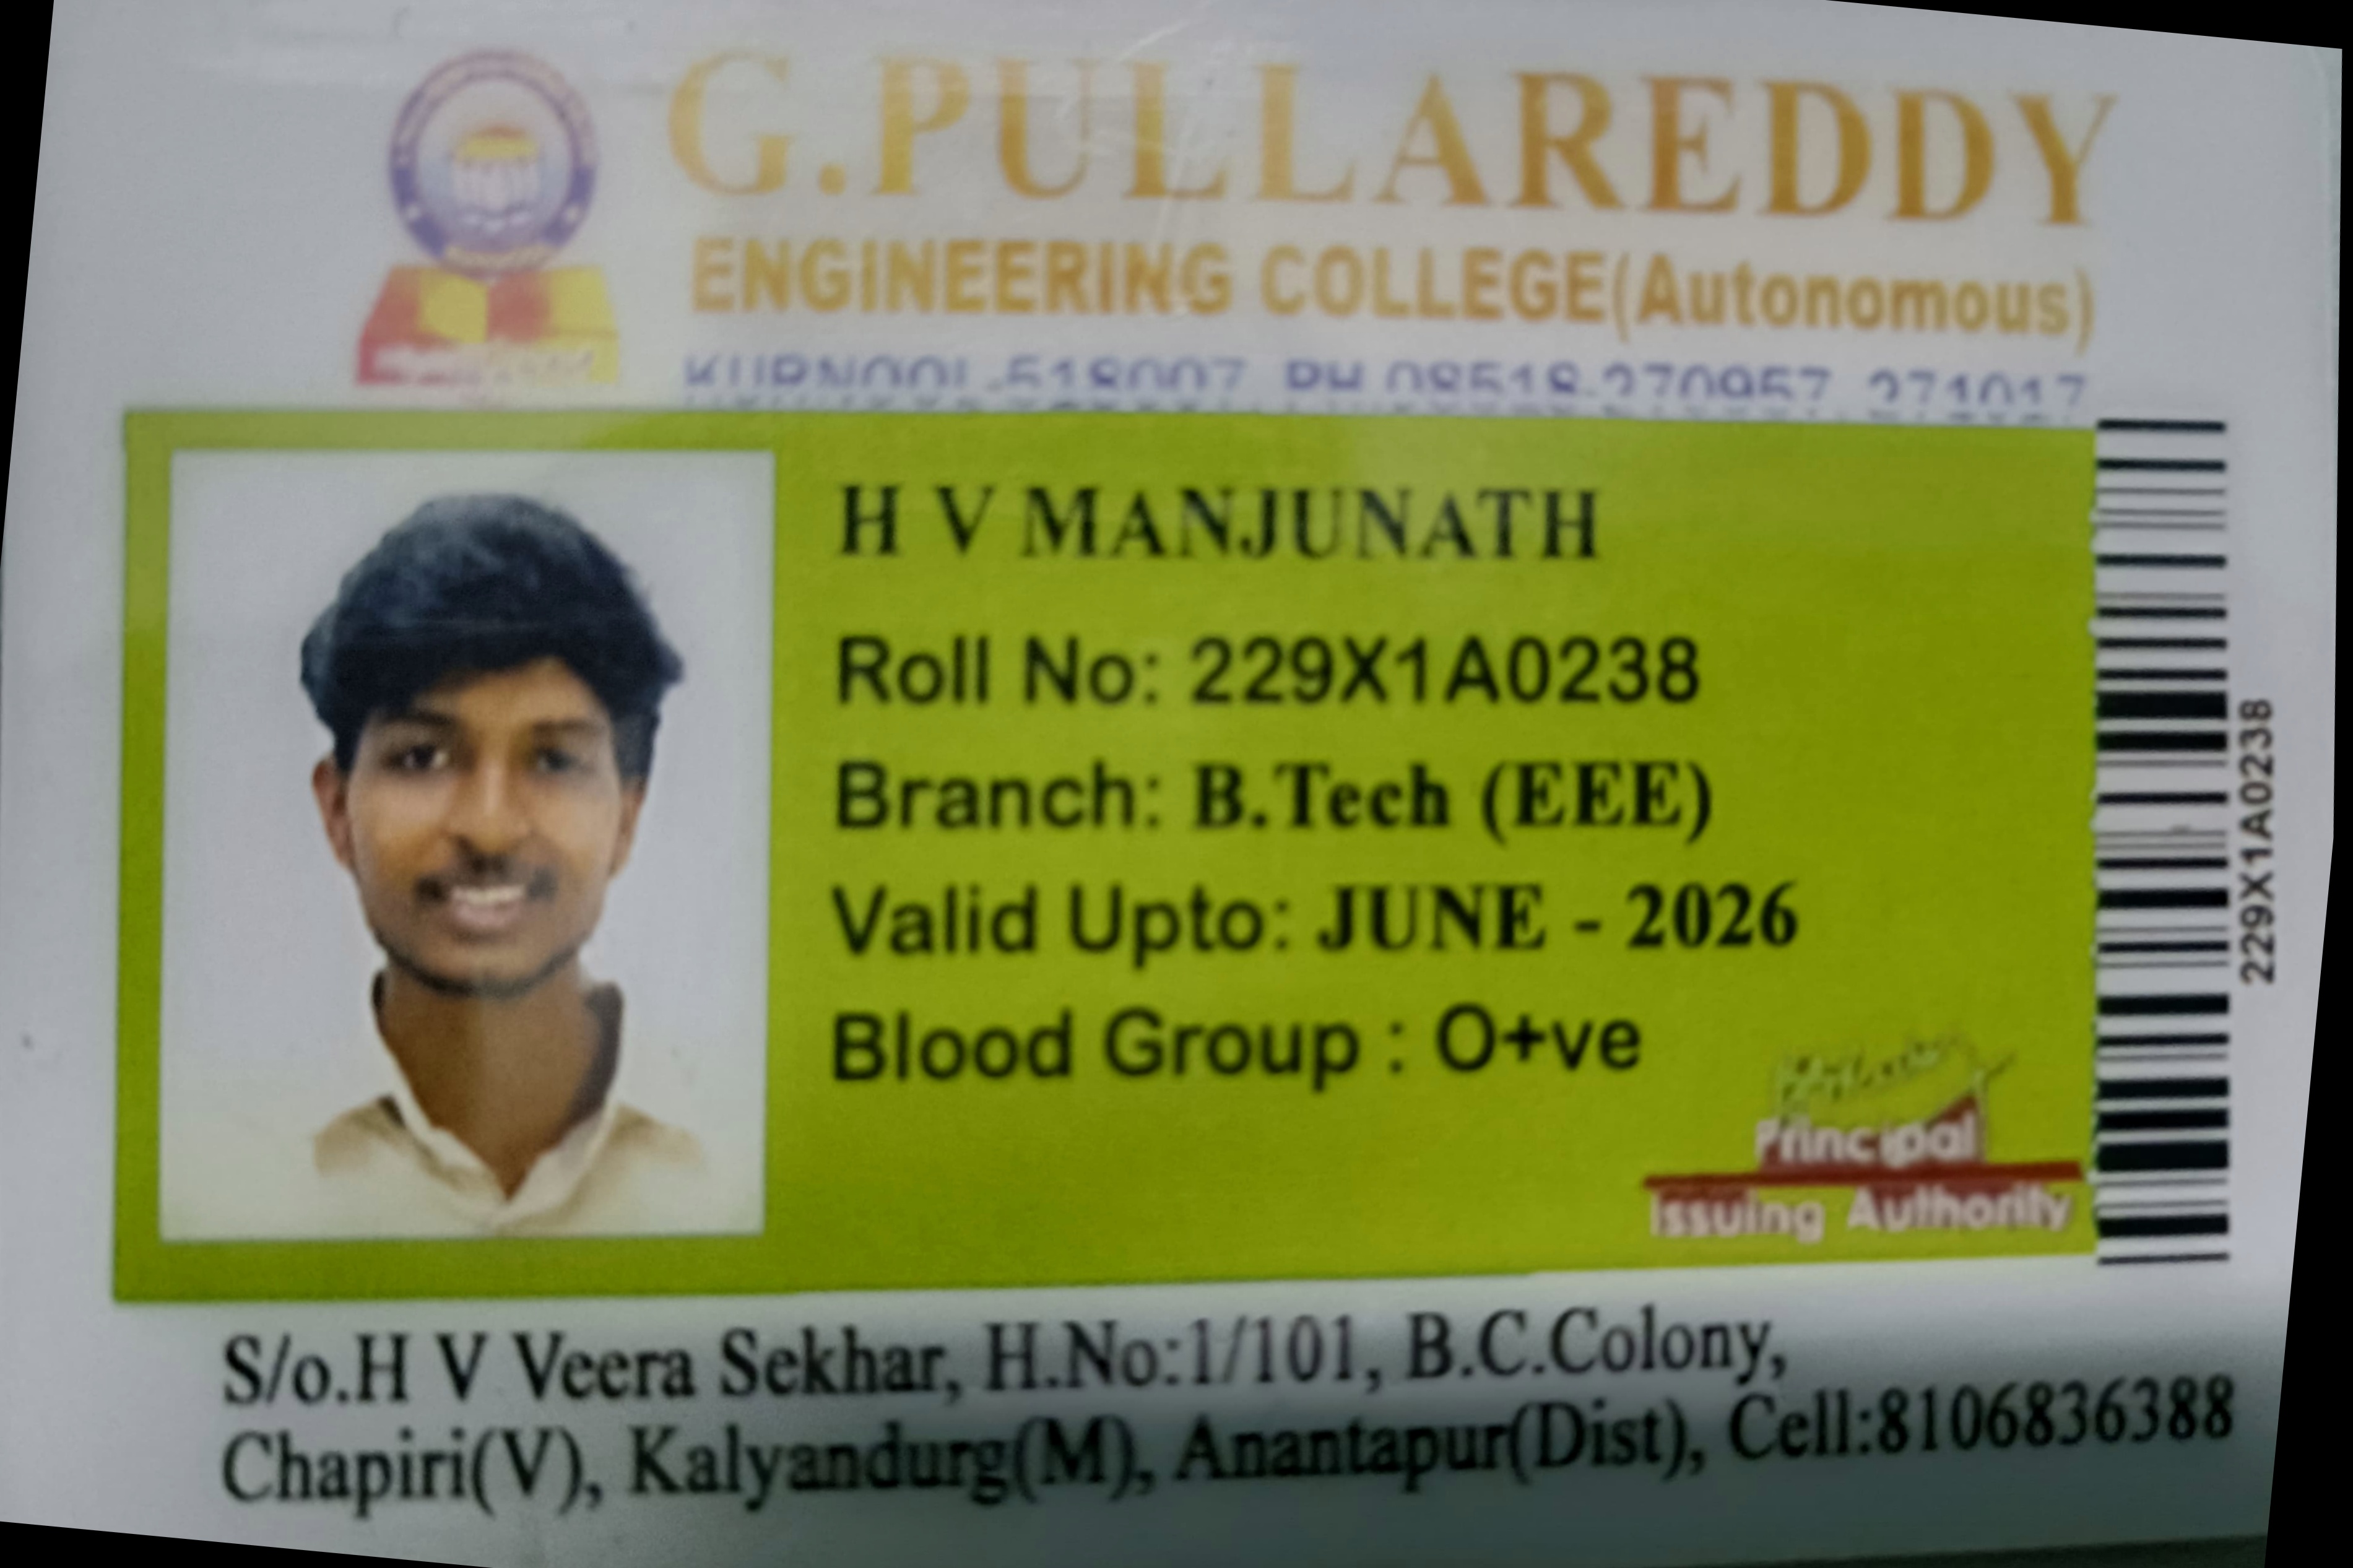 G.PULLAREDDY
ENGINEERING COLLEGE(Autonomous)
KURNOOL-518007 PH 08518-270957, 271017
H V MANJUNATH
Roll No: 229X1A0238
Branch: B.Tech (EEE)
Valid Upto: JUNE - 2026
Blood Group : O+ve
Principal
Issuing Authority
229X1A0238
S/o.H V Veera Sekhar, H.No:1/101, B.C.Colony,
Chapiri(V), Kalyandurg(M), Anantapur(Dist), Cell:8106836388